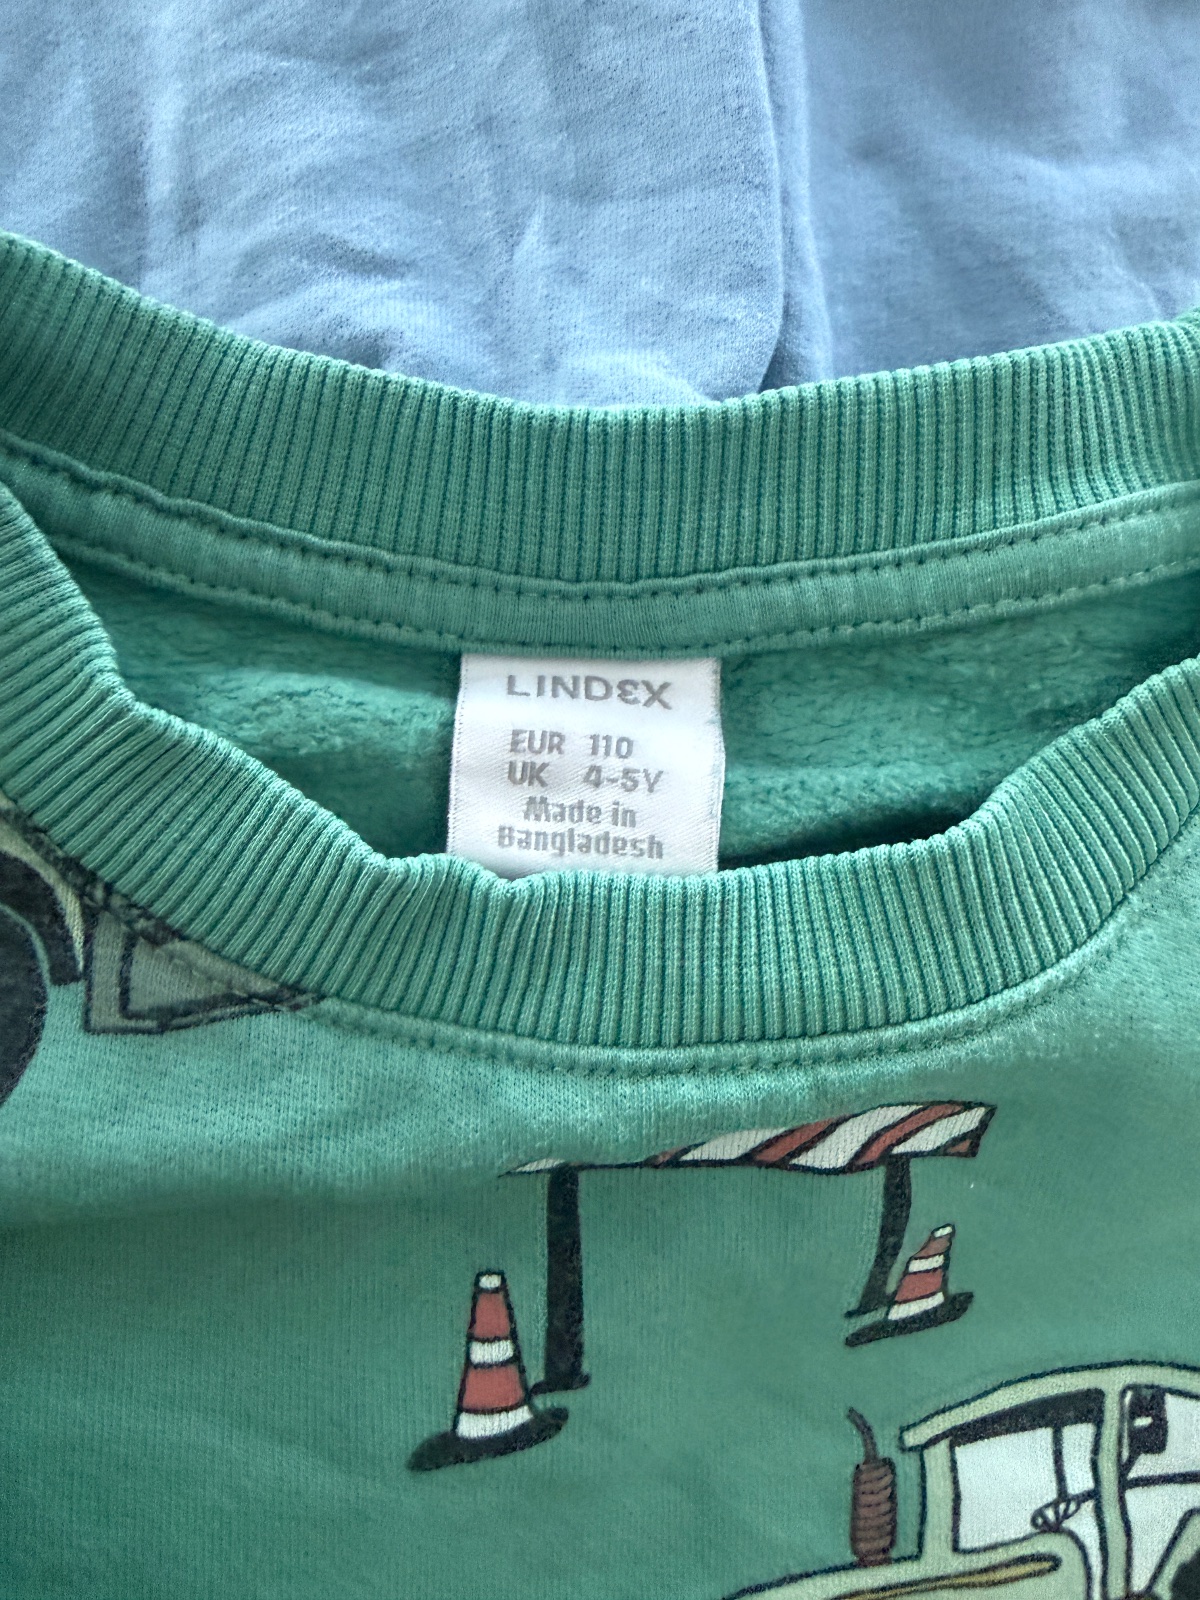 LINDEX
EUR 110
UK 4-5Y
Made in
Bangladesh